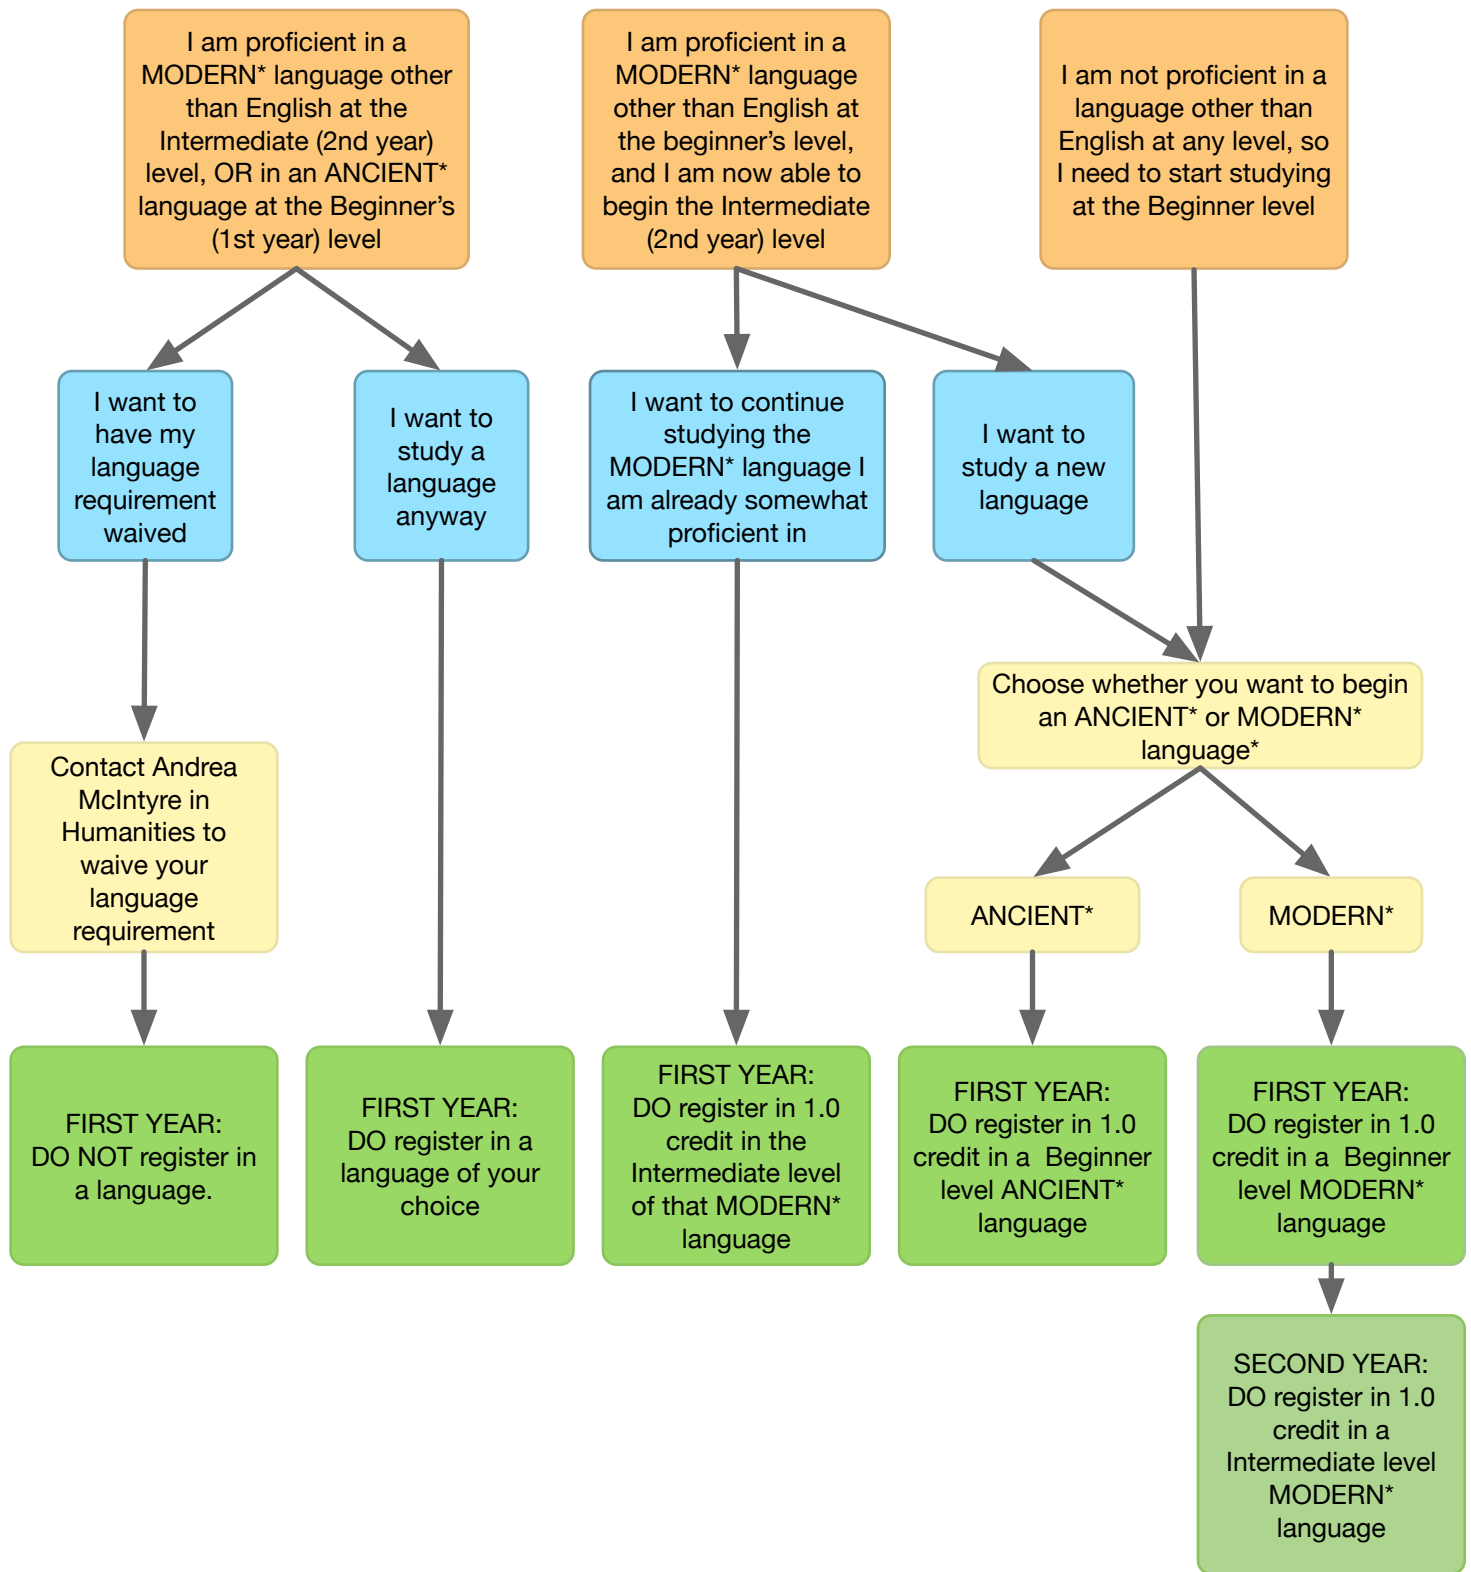 I am proficient in a
MODERN* language other
than English at the
Intermediate (2nd year)
level, OR in an ANCIENT*
language at the Beginner’s
(1st year) level
I am proficient in a
MODERN* language
other than English at
the beginner’s level,
and I am now able to
begin the Intermediate
(2nd year) level
I am not proficient in a
language other than
English at any level, so
I need to start studying
at the Beginner level
I want to
have my
language
requirement
waived
I want to
study a
language
anyway
I want to continue
studying the
MODERN* language I
am already somewhat
proficient in
I want to
study a new
language
Choose whether you want to begin
an ANCIENT* or MODERN*
language*
Contact Andrea
McIntyre in
Humanities to
waive your
language
requirement
ANCIENT*
MODERN*
FIRST YEAR:
DO NOT register in
a language.
FIRST YEAR:
DO register in a
language of your
choice
FIRST YEAR:
DO register in 1.0
credit in the
Intermediate level
of that MODERN*
language
FIRST YEAR:
DO register in 1.0
credit in a  Beginner
level ANCIENT*
language
FIRST YEAR:
DO register in 1.0
credit in a  Beginner
level MODERN*
language
SECOND YEAR:
DO register in 1.0
credit in a
Intermediate level
MODERN*
language